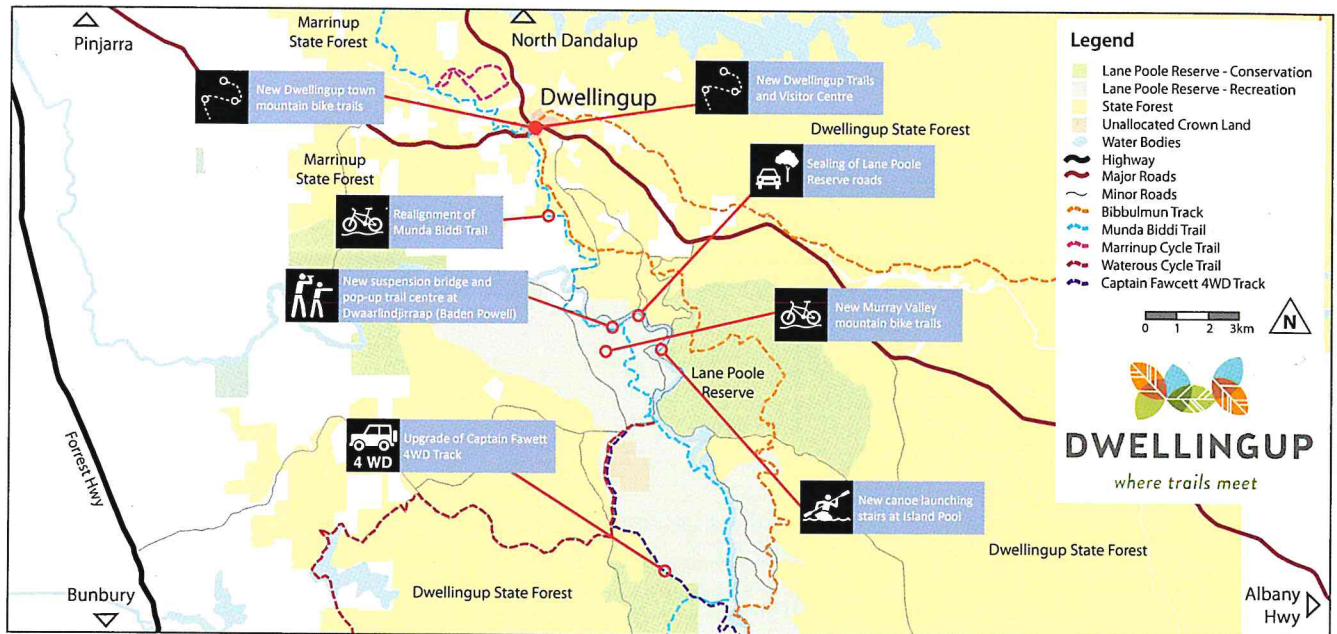 Pinjarra
Marrinup
State Forest
North Dandalup
New Dwellingup town
mountain bike trails
New Dwellingup Trails
and Visitor Centre
Dwellingup
Dwellingup State Forest
Marrinup
State Forest
Sealing of Lane Poole
Reserve roads
Realignment of
Munda Biddi Trail
New suspension bridge and
pop-up trail centre at
Dwaarlindjirraap (Baden Powell)
New Murray Valley
mountain bike trails
Lane Poole
Reserve
4 WD
Upgrade of Captain Fawett
4WD Track
New canoe launching
stairs at Island Pool
Forrest Hwy
Bunbury
Dwellingup State Forest
Dwellingup State Forest
Albany
Hwy
Legend
Lane Poole Reserve - Conservation
Lane Poole Reserve - Recreation
State Forest
Unallocated Crown Land
Water Bodies
Highway
Major Roads
Minor Roads
Bibbulmun Track
Munda Biddi Trail
Marrinup Cycle Trail
Waterous Cycle Trail
Captain Fawcett 4WD Track
0 1 2 3km
N
DWELLINGUP
where trails meet